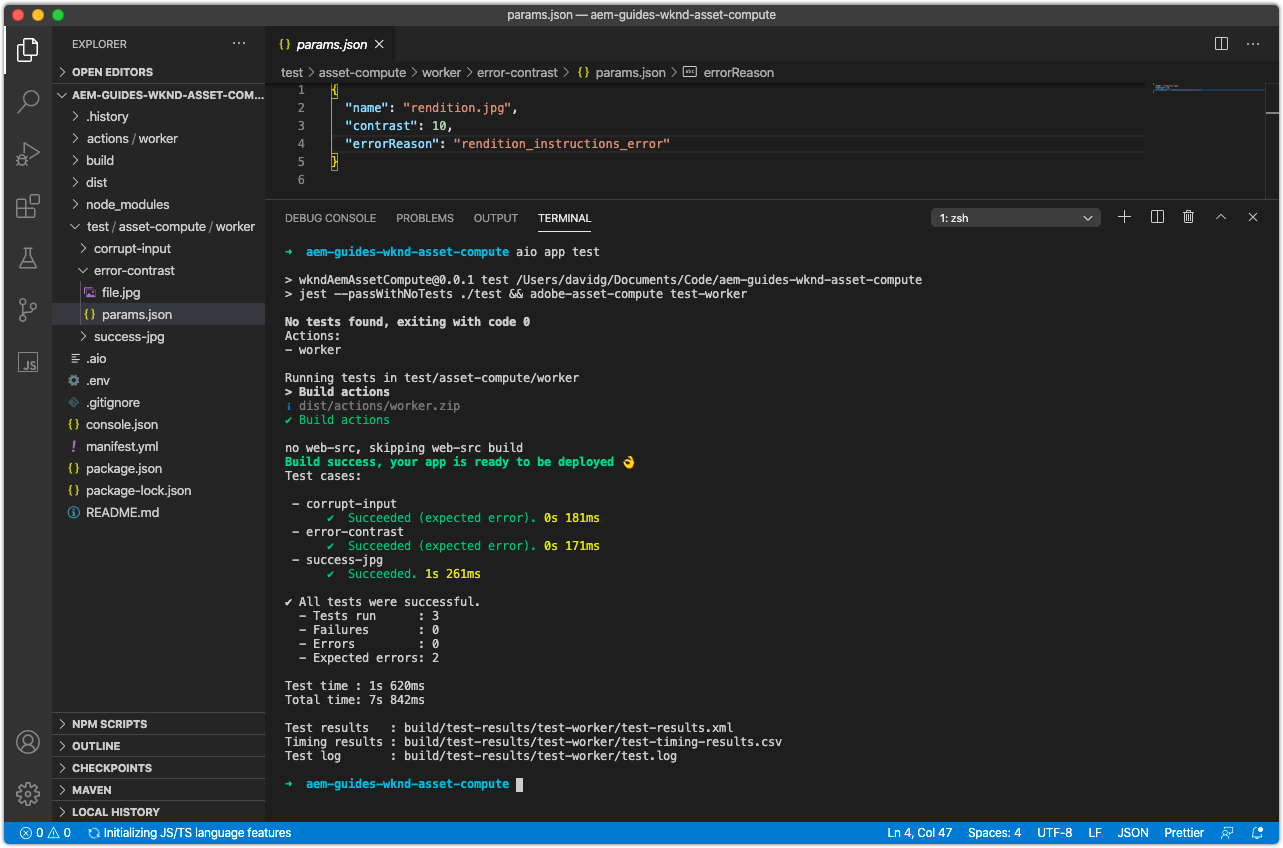 params.json — aem-guides-wknd-asset-compute
EXPLORER
OPEN EDITORS
AEM-GUIDES-WKND-ASSET-COM...
.history
actions / worker
build
dist
node_modules
test / asset-compute / worker
corrupt-input
error-contrast
file.jpg
{} params.json
success-jpg
.aio
.env
.gitignore
{} console.json
! manifest.yml
{} package.json
{} package-lock.json
README.md
NPM SCRIPTS
OUTLINE
CHECKPOINTS
MAVEN
LOCAL HISTORY
{} params.json
test > asset-compute > worker > error-contrast > {} params.json > abc errorReason
1 {
2 "name": "rendition.jpg",
3 "contrast": 10,
4 "errorReason": "rendition_instructions_error"
5 }
6
DEBUG CONSOLE PROBLEMS OUTPUT TERMINAL 1: zsh
➜ aem-guides-wknd-asset-compute aio app test
> wkndAemAssetCompute@0.0.1 test /Users/davidg/Documents/Code/aem-guides-wknd-asset-compute
> jest --passWithNoTests ./test && adobe-asset-compute test-worker
No tests found, exiting with code 0
Actions:
- worker
Running tests in test/asset-compute/worker
> Build actions
ℹ dist/actions/worker.zip
✔ Build actions
no web-src, skipping web-src build
Build success, your app is ready to be deployed 👌
Test cases:
- corrupt-input
✔ Succeeded (expected error). 0s 181ms
- error-contrast
✔ Succeeded (expected error). 0s 171ms
- success-jpg
✔ Succeeded. 1s 261ms
✔ All tests were successful.
- Tests run : 3
- Failures : 0
- Errors : 0
- Expected errors: 2
Test time : 1s 620ms
Total time: 7s 842ms
Test results : build/test-results/test-worker/test-results.xml
Timing results : build/test-results/test-worker/test-timing-results.csv
Test log : build/test-results/test-worker/test.log
➜ aem-guides-wknd-asset-compute
JS
0 0 Initializing JS/TS language features Ln 4, Col 47 Spaces: 4 UTF-8 LF JSON Prettier